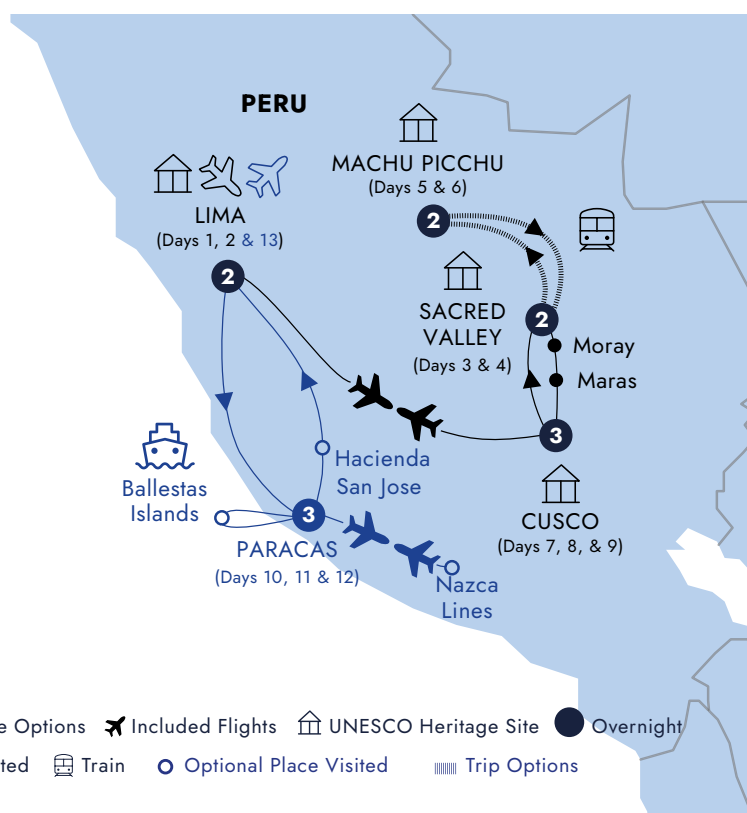 PERU
MACHU PICCHU
(Days 5 & 6)
LIMA
(Days 1, 2 & 13)
2
2
SACRED
VALLEY
(Days 3 & 4)
2
Moray
Maras
3
CUSCO
(Days 7, 8, & 9)
Hacienda
San Jose
Ballestas
Islands
3
PARACAS
(Days 10, 11 & 12)
Nazca
Lines
e Options Included Flights UNESCO Heritage Site Overnight
ted Train Optional Place Visited Trip Options